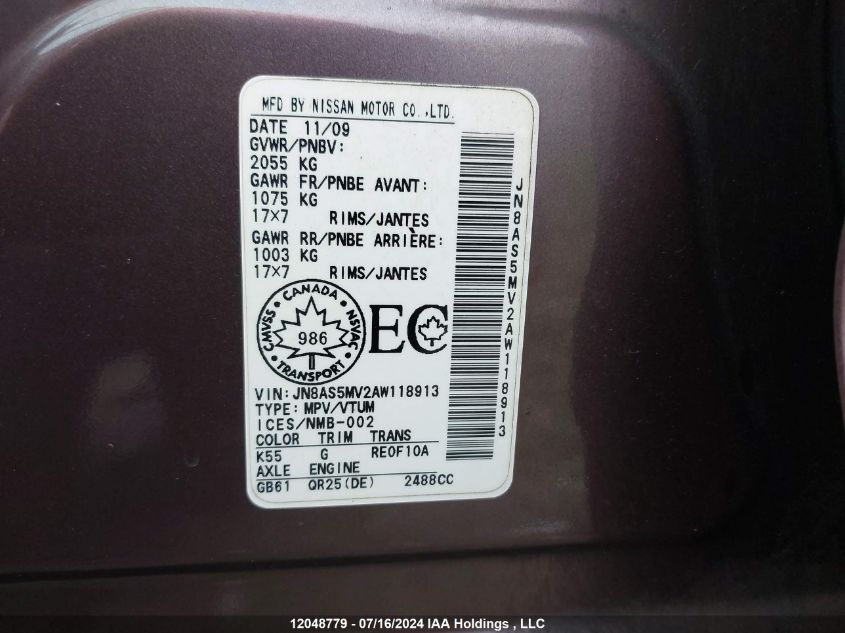 MFD BY NISSAN MOTOR CO.,LTD.
DATE 11/09
GVWR/PNBV:
2055 KG
GAWR FR/PNBE AVANT:
1075 KG
17×7 RIMS/JANTES
GAWR RR/PNBE ARRIÈRE:
1003 KG
17×7 RIMS/JANTES
CMVSS • CANADA • NSVAC • TRANSPORT •
986
EC
VIN:JN8AS5MV2AW118913
TYPE:MPV/VTUM
ICES/NMB-002
COLOR TRIM TRANS
K55 G RE0F10A
AXLE ENGINE
GB61 QR25(DE) 2488CC
JN8AS5MV2AW118913
12048779 - 07/16/2024 IAA Holdings , LLC